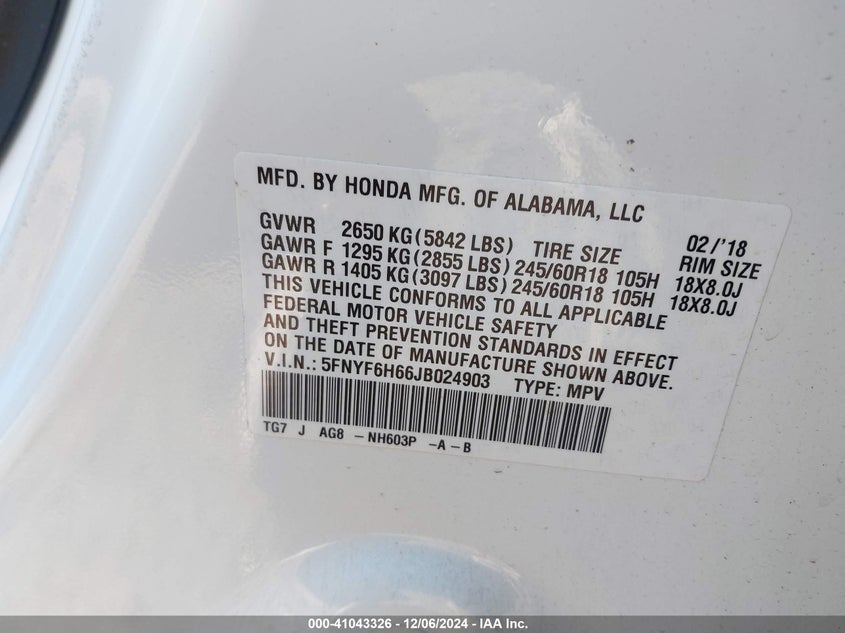 MFD. BY HONDA MFG. OF ALABAMA, LLC
GVWR 2650 KG(5842 LBS) TIRE SIZE 02/'18 RIM SIZE
GAWR F 1295 KG(2855 LBS) 245/60R18 105H 18X8.0J
GAWR R 1405 KG(3097 LBS) 245/60R18 105H 18X8.0J
THIS VEHICLE CONFORMS TO ALL APPLICABLE
FEDERAL MOTOR VEHICLE SAFETY
AND THEFT PREVENTION STANDARDS IN EFFECT
ON THE DATE OF MANUFACTURE SHOWN ABOVE.
V.I.N.: 5FNYF6H66JB024903 TYPE: MPV
TG7 J AG8 -NH603P -A-B
000-41043326 - 12/06/2024 - IAA Inc.